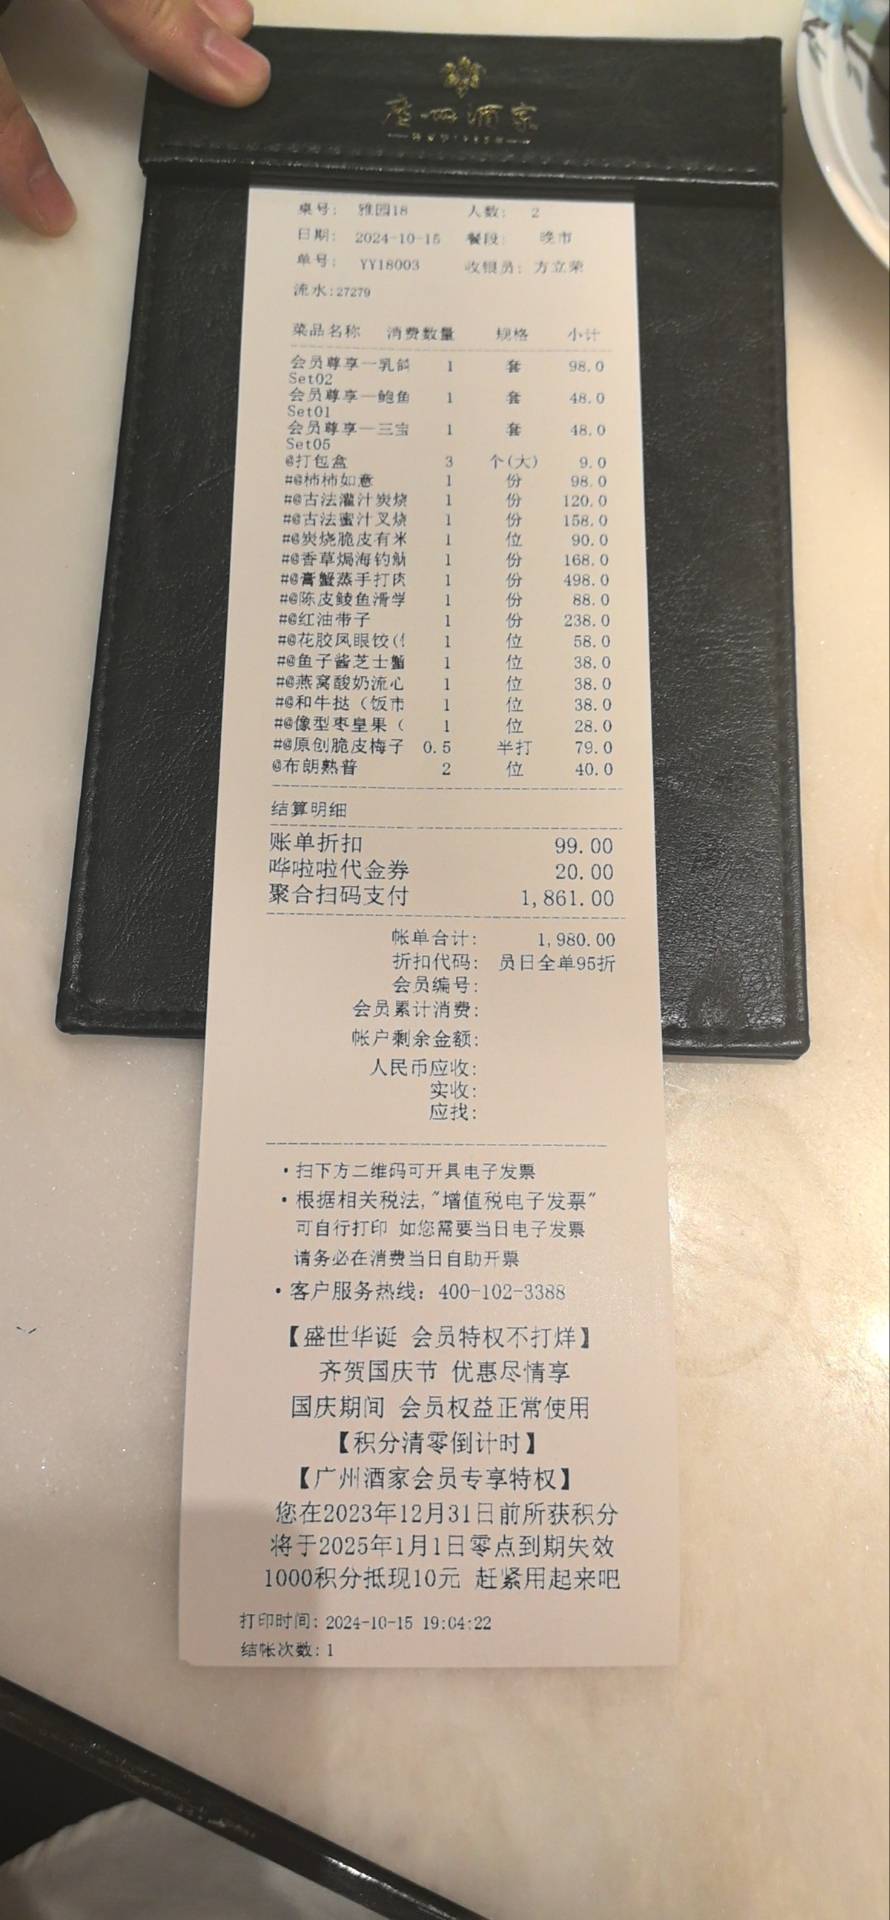 广州酒家
桌号: 雅园18 人数: 2
日期: 2024-10-15 餐段: 晚市
单号: YY18003 收银员: 方立荣
流水:27279
菜品名称 消费数量 规格 小计
会员尊享一乳鸽 1 套 98.0
Set02
会员尊享一鲍鱼 1 套 48.0
Set01
会员尊享一三宝 1 套 48.0
Set05
@打包盒 3 个(大) 9.0
#@柿柿如意 1 份 98.0
#@古法灌汁炭烧 1 份 120.0
#@古法蜜汁叉烧 1 份 158.0
#@炭烧脆皮有米 1 位 90.0
#@香草焗海钓鱿 1 份 168.0
#@膏蟹蒸手打肉 1 份 498.0
#@陈皮鲮鱼滑学 1 份 88.0
#@红油带子 1 份 238.0
#@花胶凤眼饺( 1 位 58.0
#@鱼子酱芝士蟹 1 位 38.0
#@燕窝酸奶流心 1 位 38.0
#@和牛挞（饭市 1 位 38.0
#@像型枣皇果（ 1 位 28.0
#@原创脆皮梅子 0.5 半打 79.0
@布朗熟普 2 位 40.0
结算明细
账单折扣 99.00
哗啦啦代金券 20.00
聚合扫码支付 1,861.00
帐单合计: 1,980.00
折扣代码: 员日全单95折
会员编号:
会员累计消费:
帐户剩余金额:
人民币应收:
实收:
应找:
·扫下方二维码可开具电子发票
·根据相关税法,"增值税电子发票"
可自行打印 如您需要当日电子发票
请务必在消费当日自助开票
·客户服务热线: 400-102-3388
【盛世华诞 会员特权不打烊】
齐贺国庆节 优惠尽情享
国庆期间 会员权益正常使用
【积分清零倒计时】
【广州酒家会员专享特权】
您在2023年12月31日前所获积分
将于2025年1月1日零点到期失效
1000积分抵现10元 赶紧用起来吧
打印时间: 2024-10-15 19:04:22
结帐次数: 1